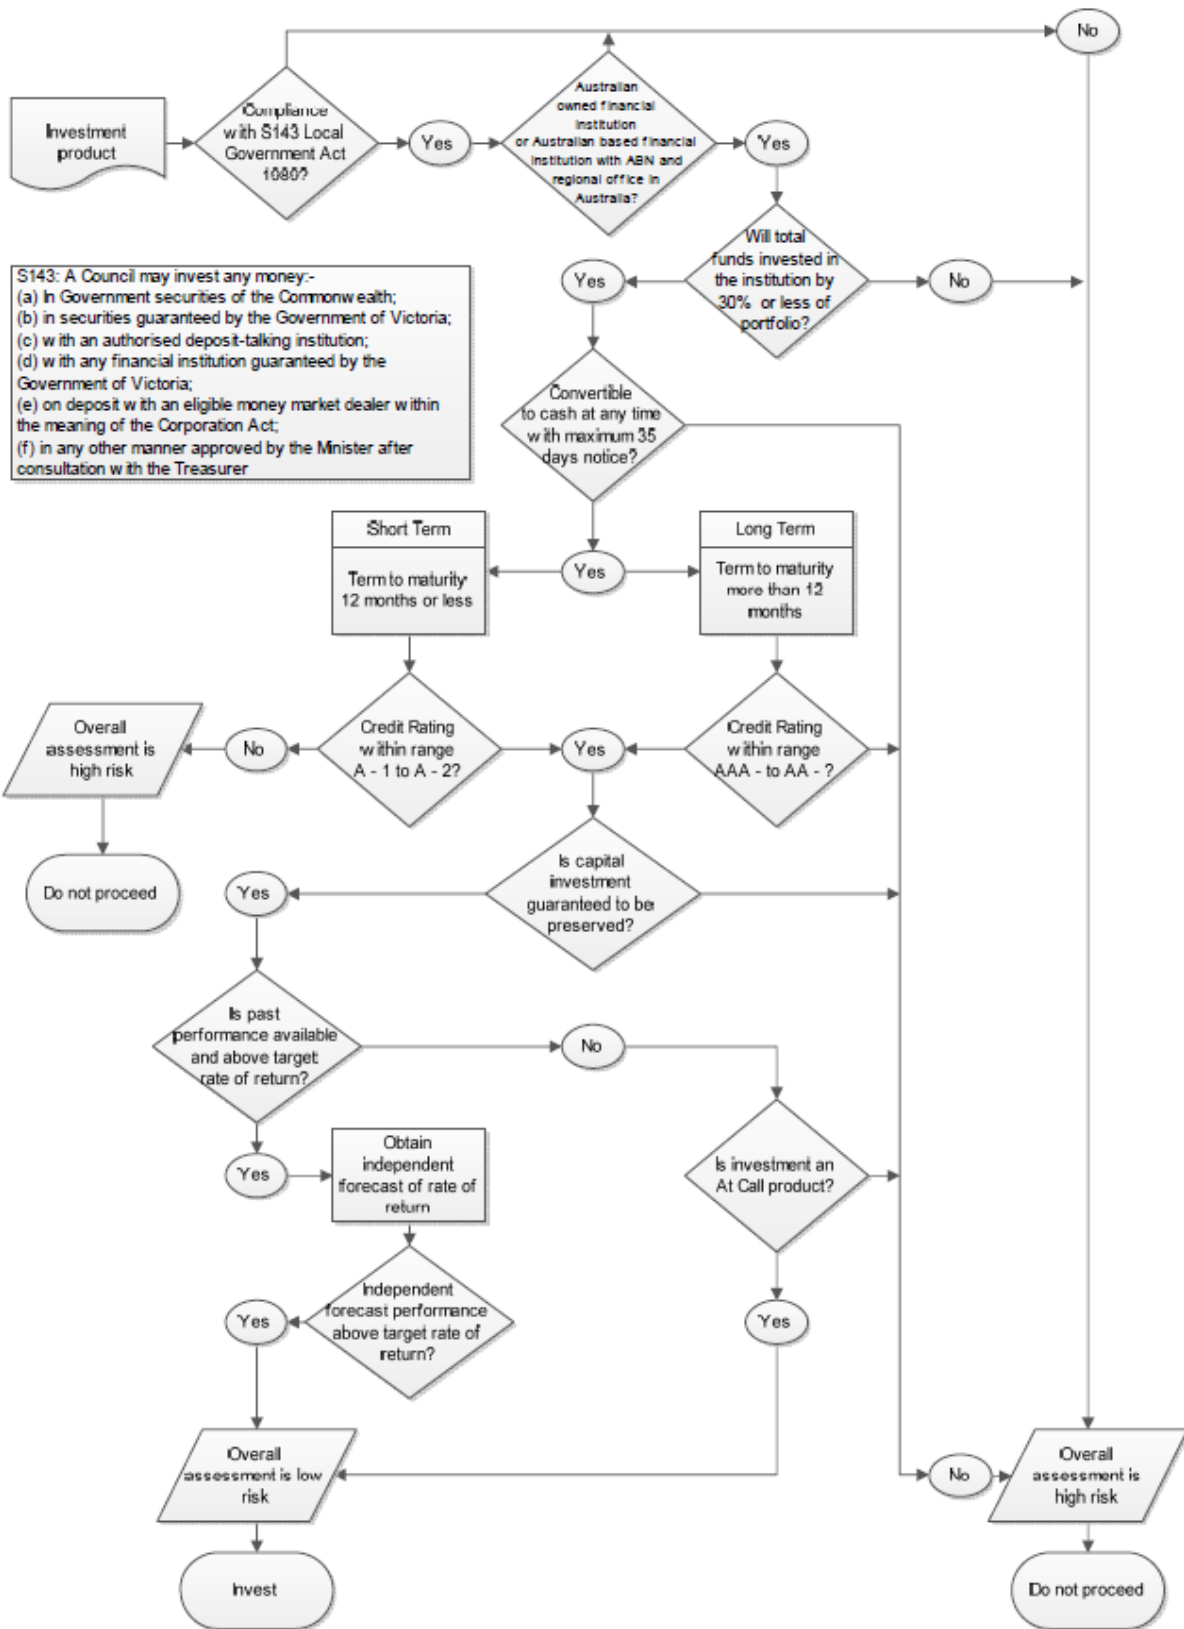 No
Investment
product
Compliance
with S143 Local
Government Act
1989?
Yes
Australian
owned financial
institution
or Australian based financial
institution with ABN and
regional office in
Australia?
Yes
Will total
funds invested in
the institution by
30% or less of
portfolio?
Yes
No
S143: A Council may invest any money:-
(a) In Government securities of the Commonwealth;
(b) in securities guaranteed by the Government of Victoria;
(c) with an authorised deposit-talking institution;
(d) with any financial institution guaranteed by the
Government of Victoria;
(e) on deposit with an eligible money market dealer within
the meaning of the Corporation Act;
(f) in any other manner approved by the Minister after
consultation with the Treasurer
Convertible
to cash at any time
with maximum 35
days notice?
Short Term
Term to maturity
12 months or less
Yes
Long Term
Term to maturity
more than 12
months
Overall
assessment is
high risk
No
Credit Rating
within range
A - 1 to A - 2?
Yes
Credit Rating
within range
AAA - to AA - ?
Do not proceed
Yes
Is capital
investment
guaranteed to be
preserved?
Is past
performance available
and above target
rate of return?
No
Yes
Obtain
independent
forecast of rate of
return
Is investment an
At Call product?
Yes
Independent
forecast performance
above target rate of
return?
Yes
Overall
assessment is low
risk
No
Overall
assessment is
high risk
Invest
Do not proceed